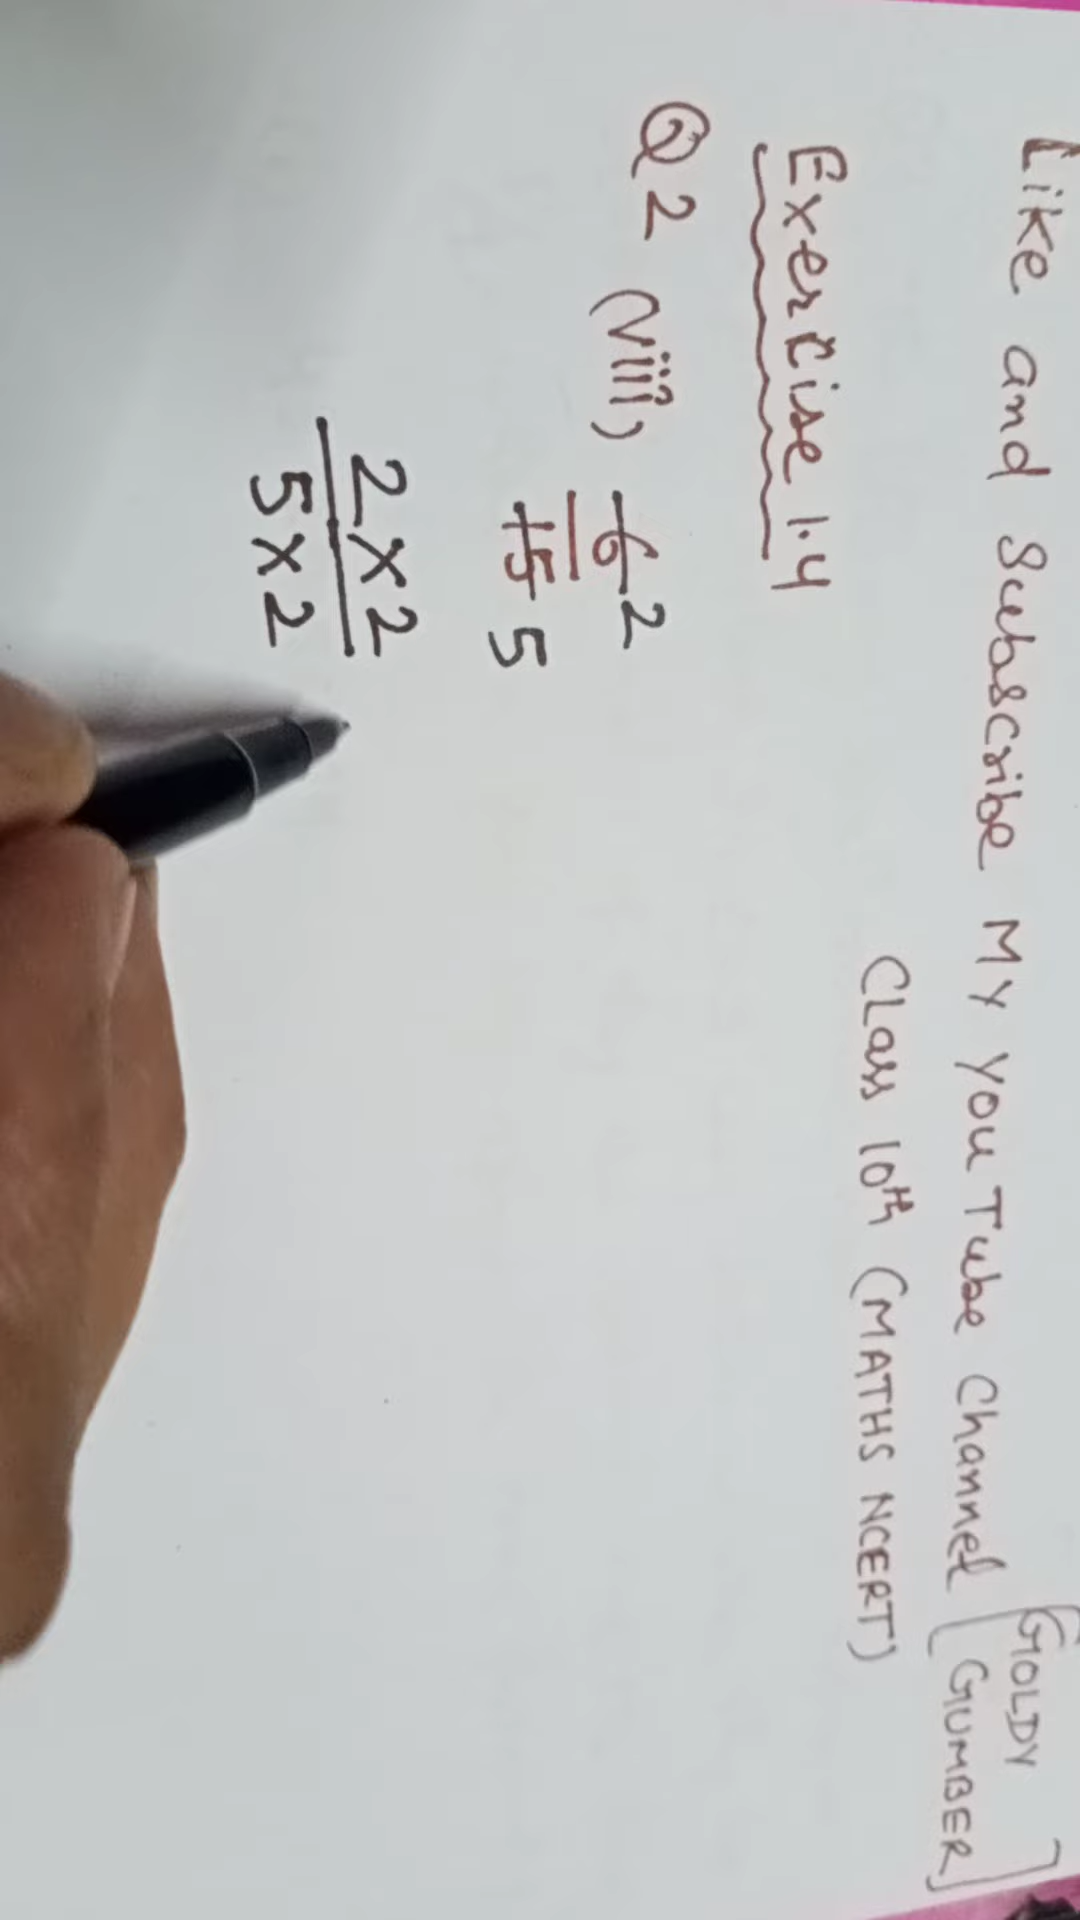 Like and Subscribe MY YouTube Channel [GOLDY GUMBER]
Class 10th (MATHS NCERT)
Exercise 1.4
Q2 (viii) 6 2
15 5
2 x 2
5 x 2